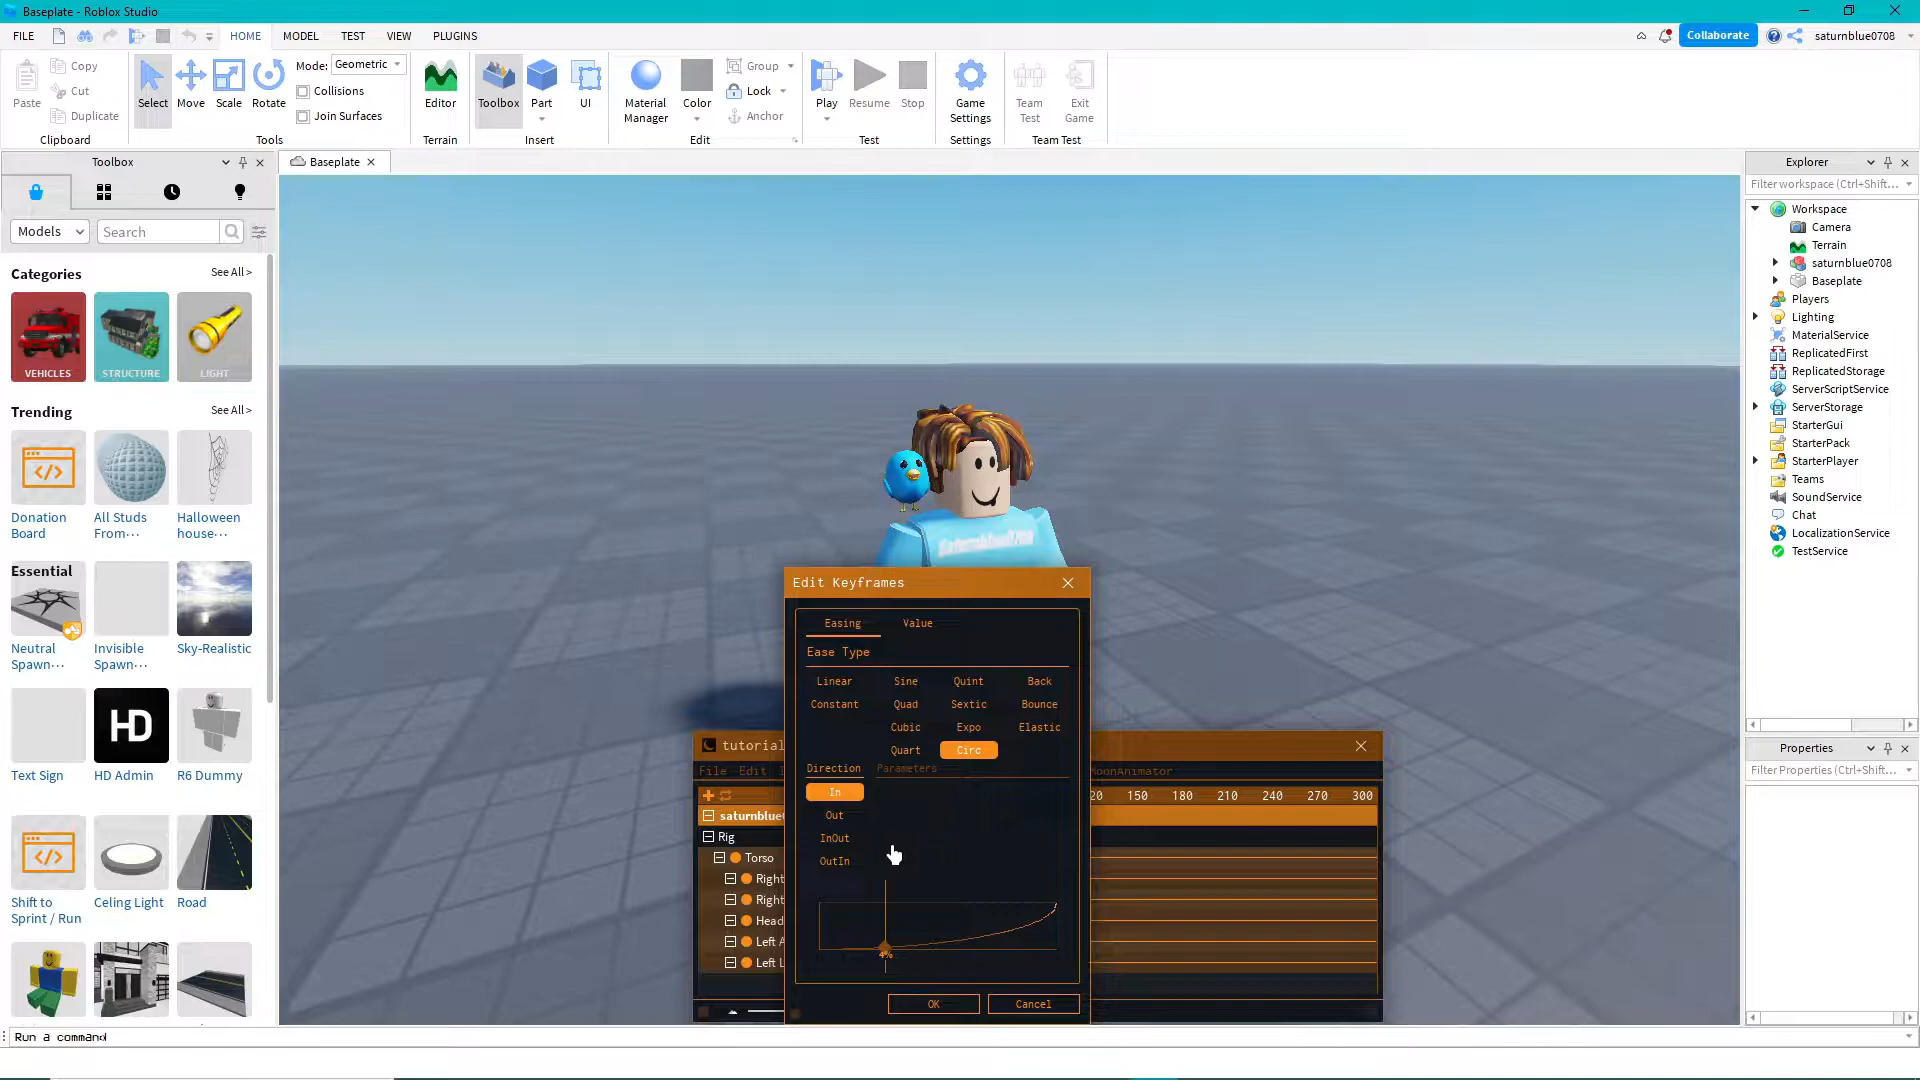 Baseplate - Roblox Studio
FILE
HOME
MODEL
TEST
VIEW
PLUGINS
Collaborate
saturnblue0708
Paste
Copy
Cut
Duplicate
Clipboard
Select
Move
Scale
Rotate
Mode:
Geometric
Collisions
Join Surfaces
Tools
Editor
Terrain
Toolbox
Part
UI
Insert
Material
Manager
Color
Group
Lock
Anchor
Edit
Play
Resume
Stop
Test
Game
Settings
Settings
Team
Test
Exit
Game
Team Test
Toolbox
Models
Search
Categories
See All >
VEHICLES
STRUCTURE
LIGHT
Trending
See All >
Donation
Board
All Studs
From···
Halloween
house···
Essential
Neutral
Spawn···
Invisible
Spawn···
Sky-Realistic
HD
Text Sign
HD Admin
R6 Dummy
Shift to
Sprint / Run
Celing Light
Road
Baseplate
Edit Keyframes
Easing
Value
Ease Type
Linear
Sine
Quint
Back
Constant
Quad
Sextic
Bounce
Cubic
Expo
Elastic
Quart
Circ
Direction
Parameters
In
Out
InOut
OutIn
4%
OK
Cancel
tutorial
File
Edit
MoonAnimator
20
150
180
210
240
270
300
saturnblue
Rig
Torso
Right
Right
Head
Left A
Left L
Explorer
Filter workspace (Ctrl+Shift...
Workspace
Camera
Terrain
saturnblue0708
Baseplate
Players
Lighting
MaterialService
ReplicatedFirst
ReplicatedStorage
ServerScriptService
ServerStorage
StarterGui
StarterPack
StarterPlayer
Teams
SoundService
Chat
LocalizationService
TestService
Properties
Filter Properties (Ctrl+Shift...
Run a command